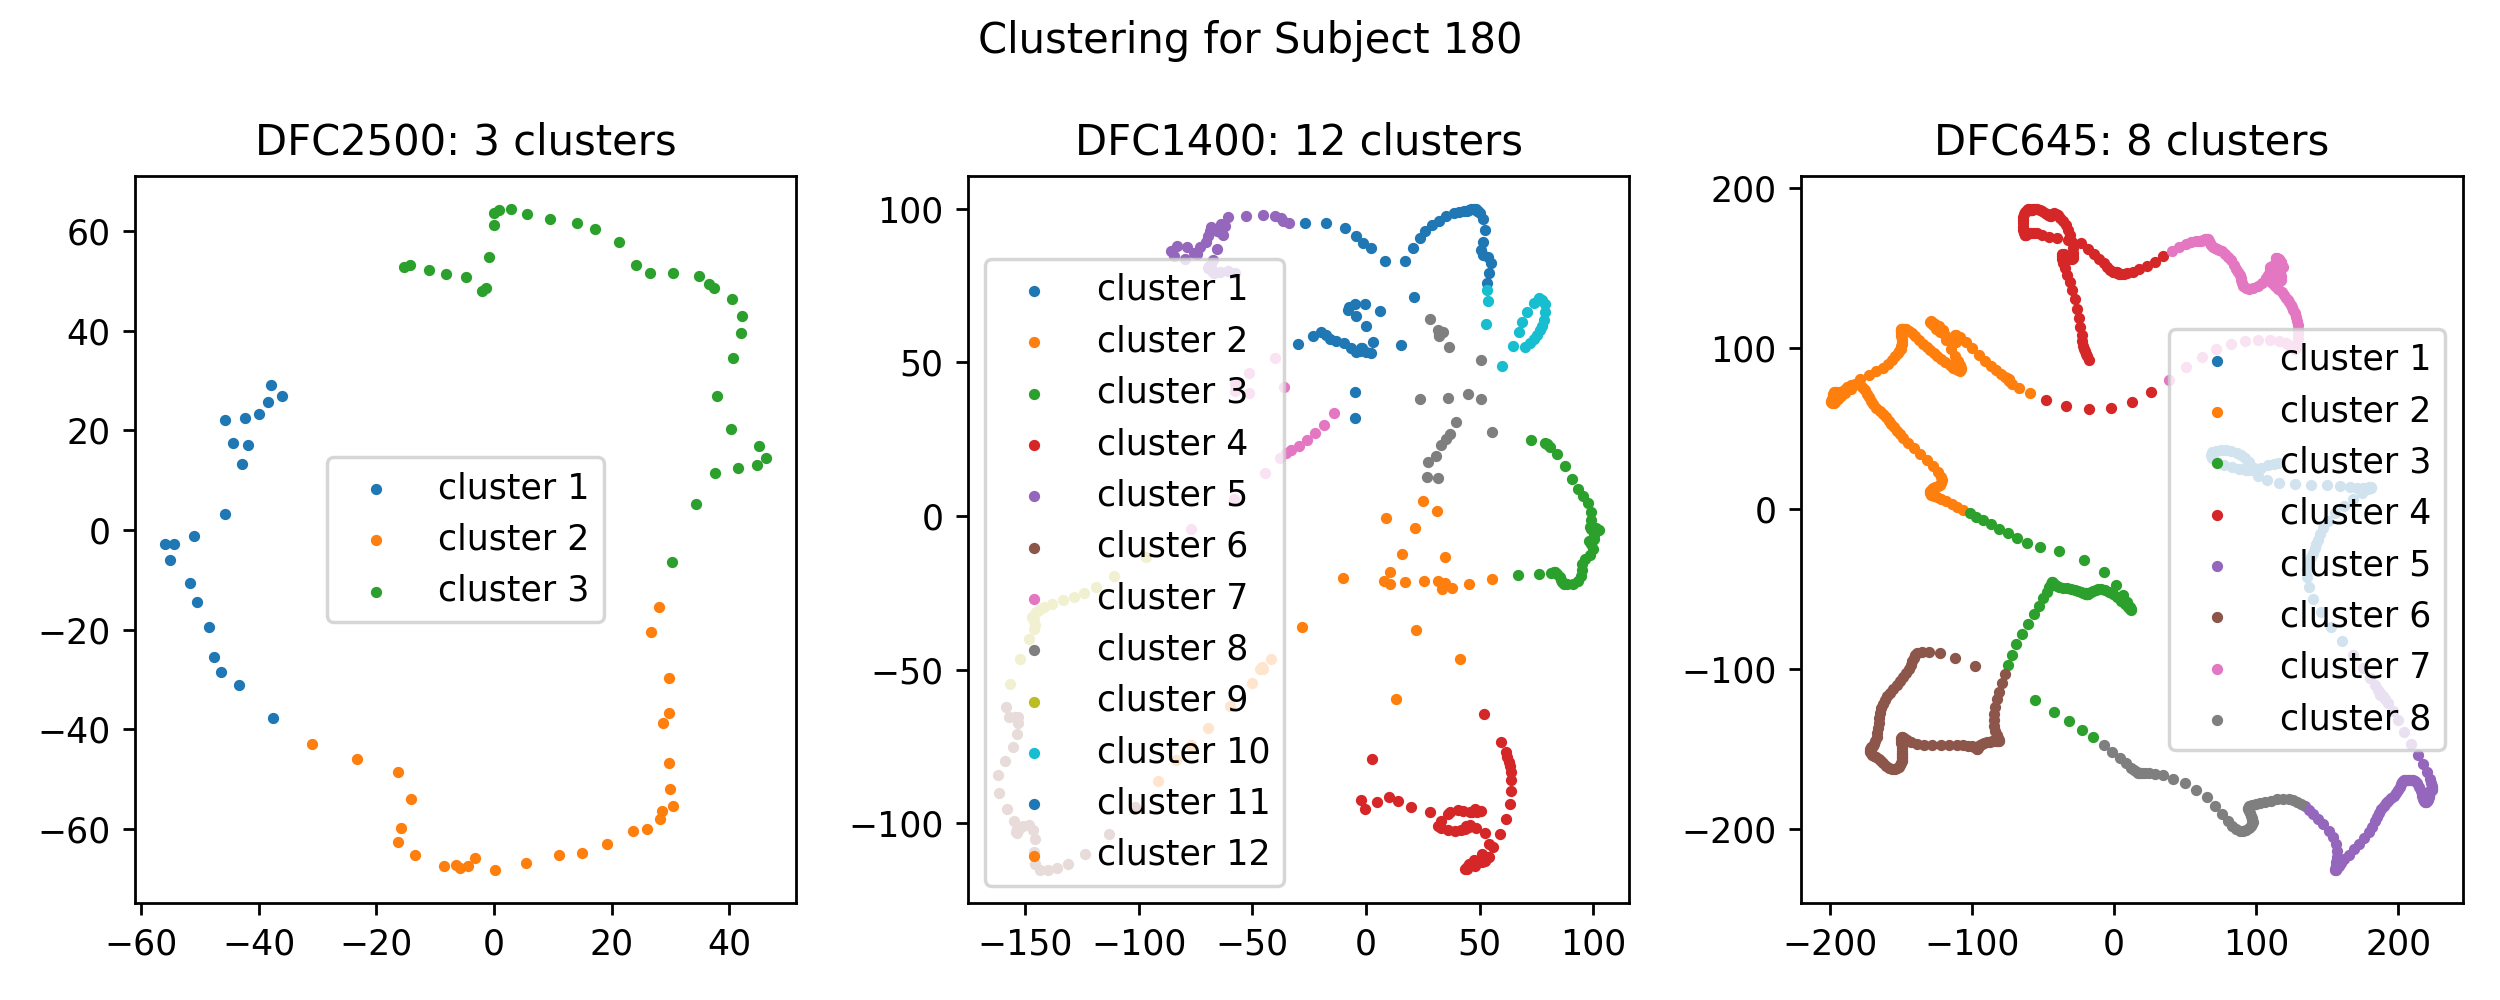 Clustering for Subject 180
DFC2500: 3 clusters
60
40
20
0
−20
−40
−60
−60 −40 −20 0 20 40
cluster 1
cluster 2
cluster 3
DFC1400: 12 clusters
100
50
0
−50
−100
−150 −100 −50 0 50 100
cluster 1
cluster 2
cluster 3
cluster 4
cluster 5
cluster 6
cluster 7
cluster 8
cluster 9
cluster 10
cluster 11
cluster 12
DFC645: 8 clusters
200
100
0
−100
−200
−200 −100 0 100 200
cluster 1
cluster 2
cluster 3
cluster 4
cluster 5
cluster 6
cluster 7
cluster 8